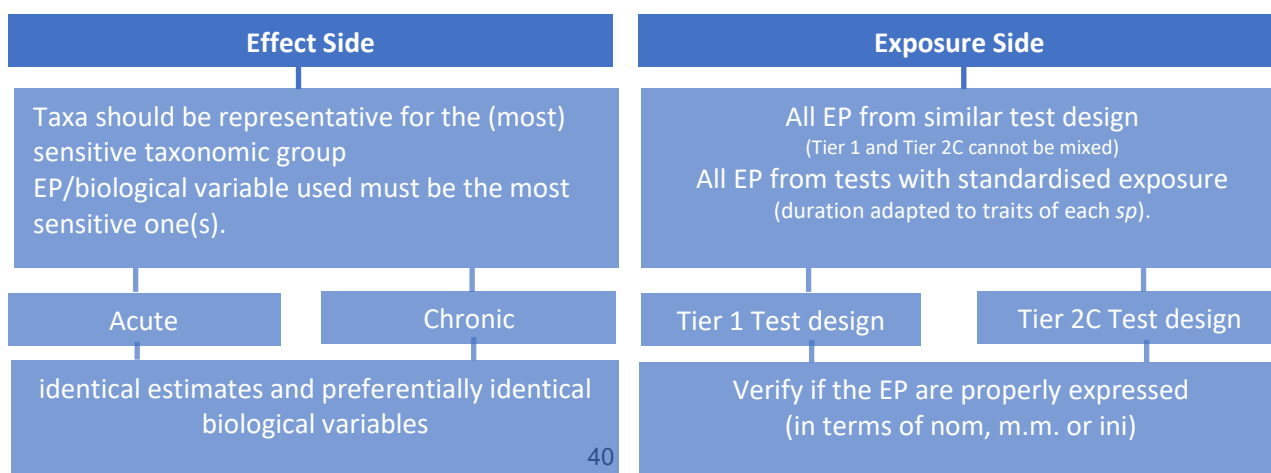 Effect Side
Taxa should be representative for the (most)
sensitive taxonomic group
EP/biological variable used must be the most
sensitive one(s).
Acute
Chronic
identical estimates and preferentially identical
biological variables
40
Exposure Side
All EP from similar test design
(Tier 1 and Tier 2C cannot be mixed)
All EP from tests with standardised exposure
(duration adapted to traits of each sp).
Tier 1 Test design
Tier 2C Test design
Verify if the EP are properly expressed
(in terms of nom, m.m. or ini)